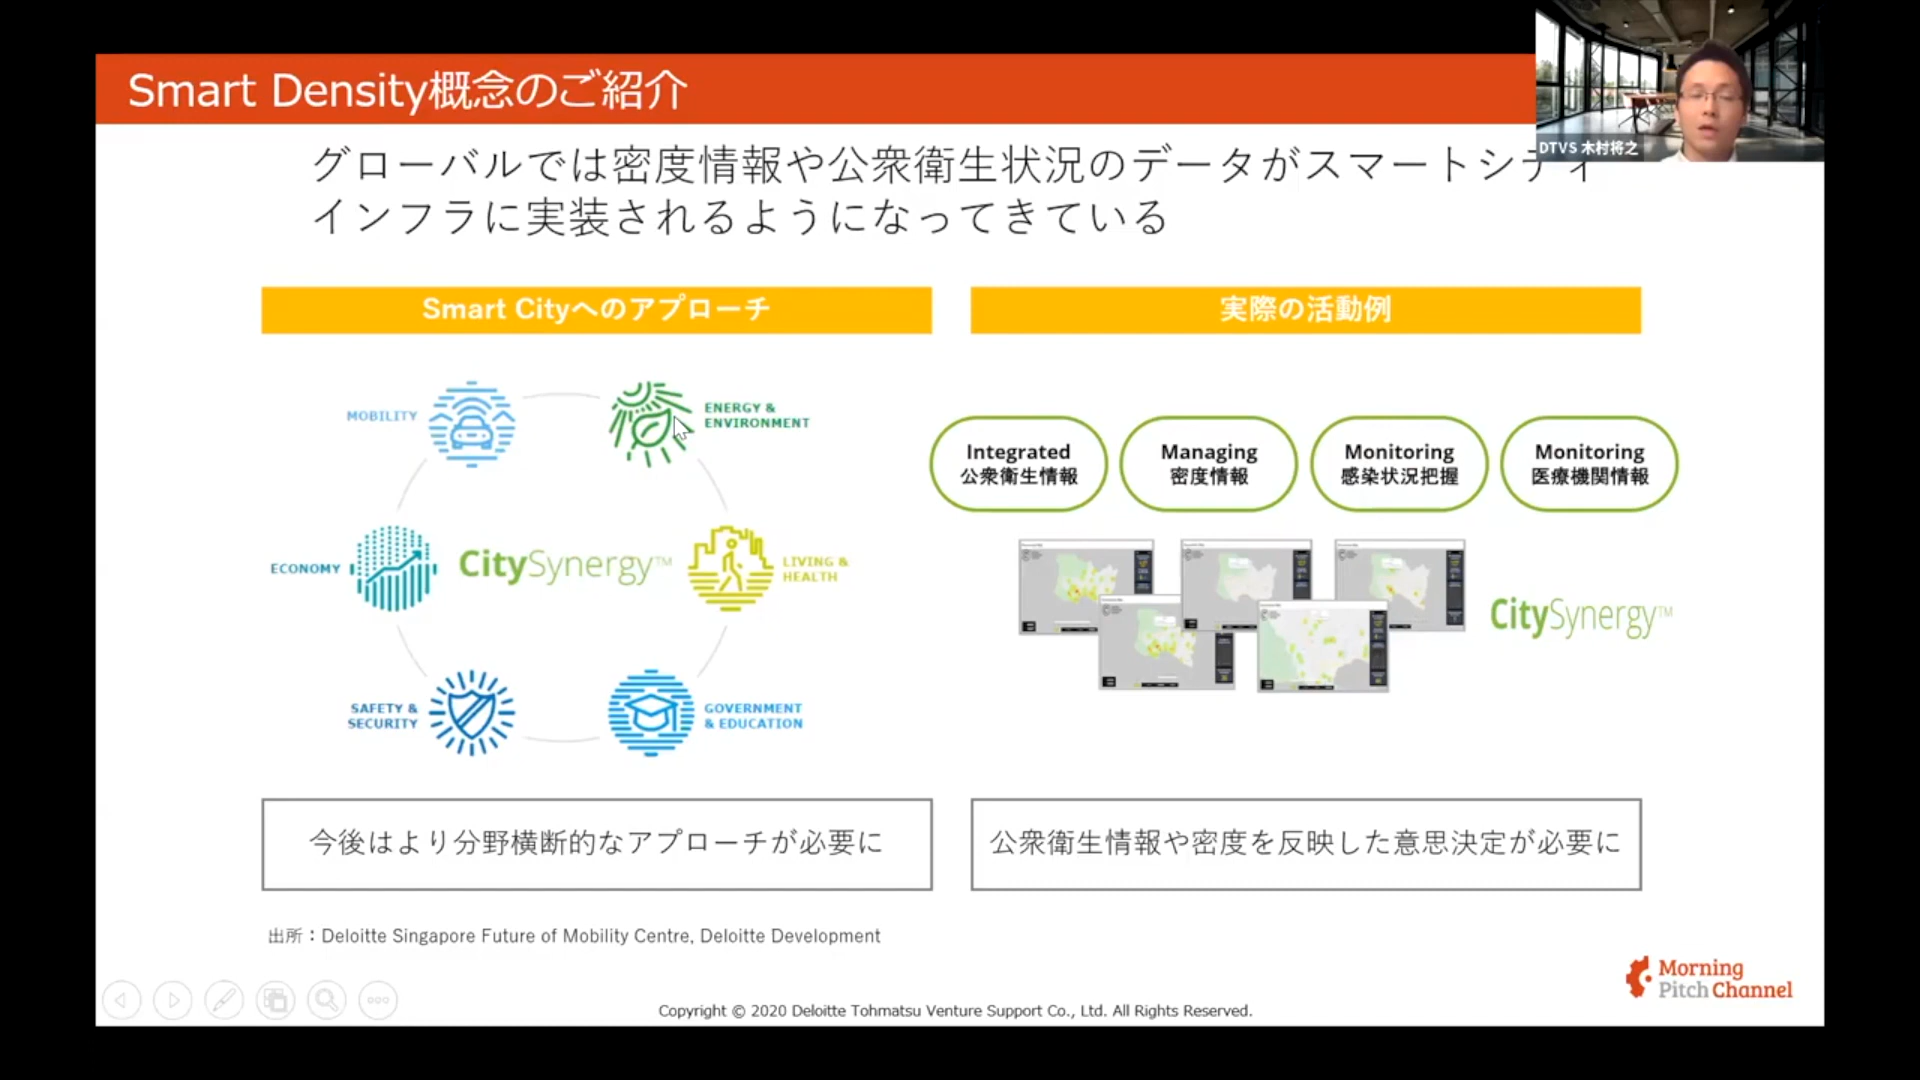 Smart Density概念のご紹介
DTVS 木村将之
グローバルでは密度情報や公衆衛生状況のデータがスマートシティ
インフラに実装されるようになってきている
Smart Cityへのアプローチ
MOBILITY
ENERGY &
ENVIRONMENT
ECONOMY
CitySynergy™
LIVING &
HEALTH
SAFETY &
SECURITY
GOVERNMENT
& EDUCATION
今後はより分野横断的なアプローチが必要に
実際の活動例
Integrated
公衆衛生情報
Managing
密度情報
Monitoring
感染状況把握
Monitoring
医療機関情報
CitySynergy™
公衆衛生情報や密度を反映した意思決定が必要に
出所：Deloitte Singapore Future of Mobility Centre, Deloitte Development
Morning
Pitch Channel
Copyright © 2020 Deloitte Tohmatsu Venture Support Co., Ltd. All Rights Reserved.